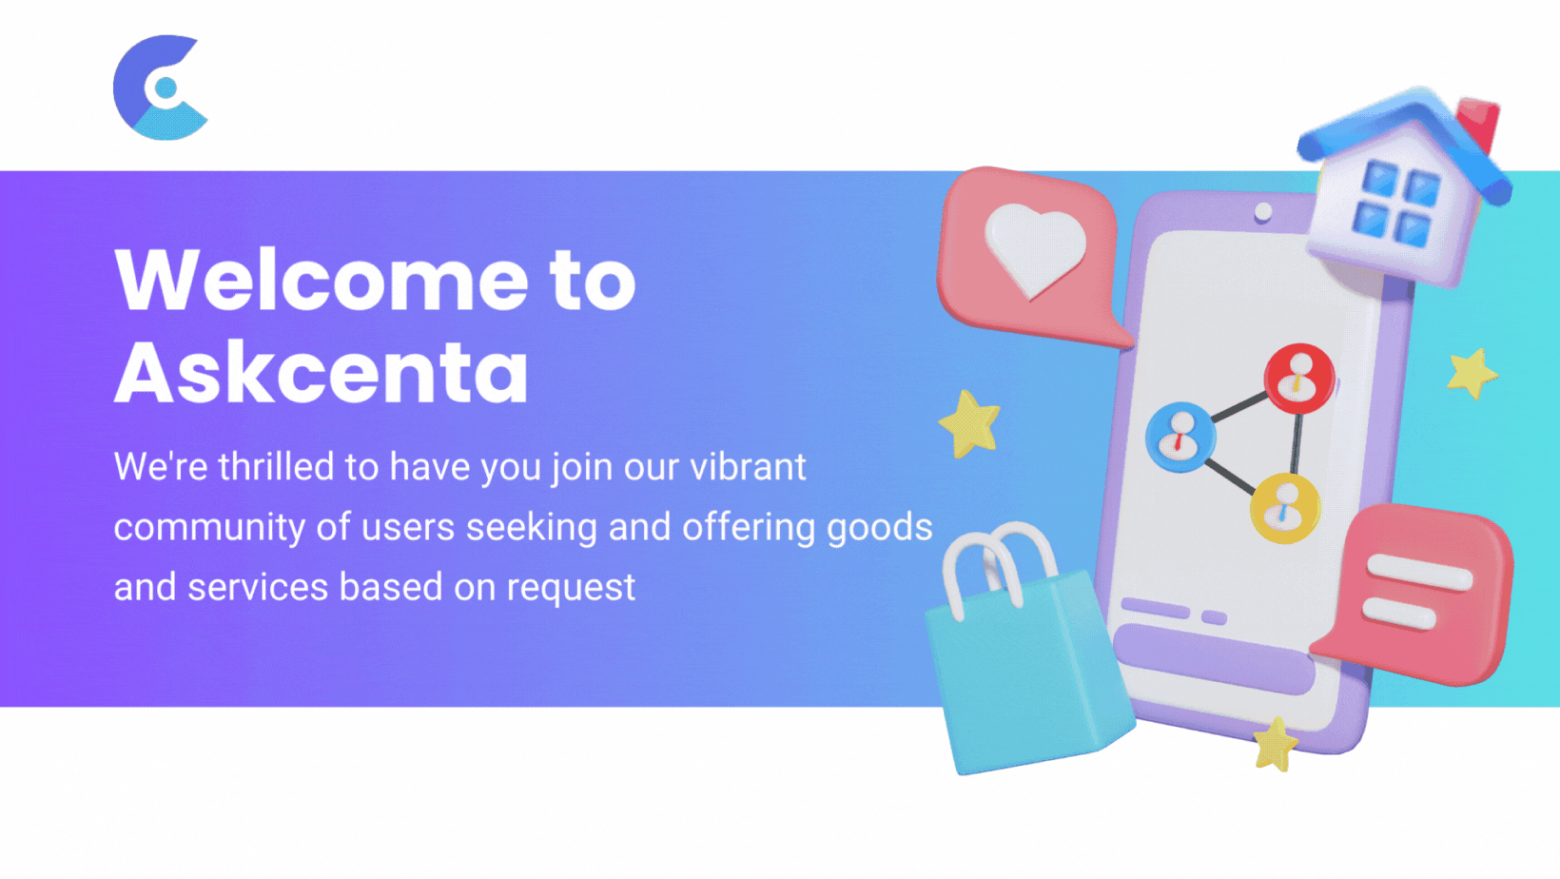 Welcome to
Askcenta
We're thrilled to have you join our vibrant
community of users seeking and offering goods
and services based on request